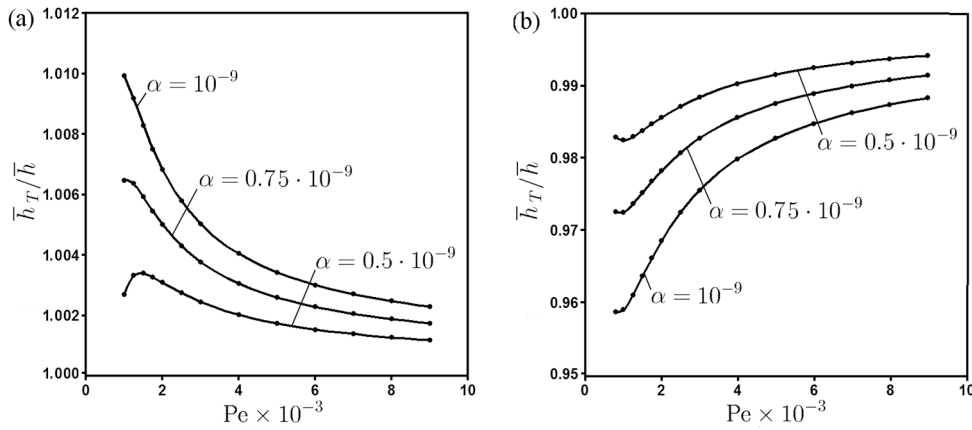 (a)
1.012
1.010
1.008
1.006
1.004
1.002
1.000
h̄_T/h̄
α = 10⁻⁹
α = 0.75 · 10⁻⁹
α = 0.5 · 10⁻⁹
0 2 4 6 8 10
Pe × 10⁻³
(b)
1.00
0.99
0.98
0.97
0.96
0.95
h̄_T/h̄
α = 0.5 · 10⁻⁹
α = 0.75 · 10⁻⁹
α = 10⁻⁹
0 2 4 6 8 10
Pe × 10⁻³